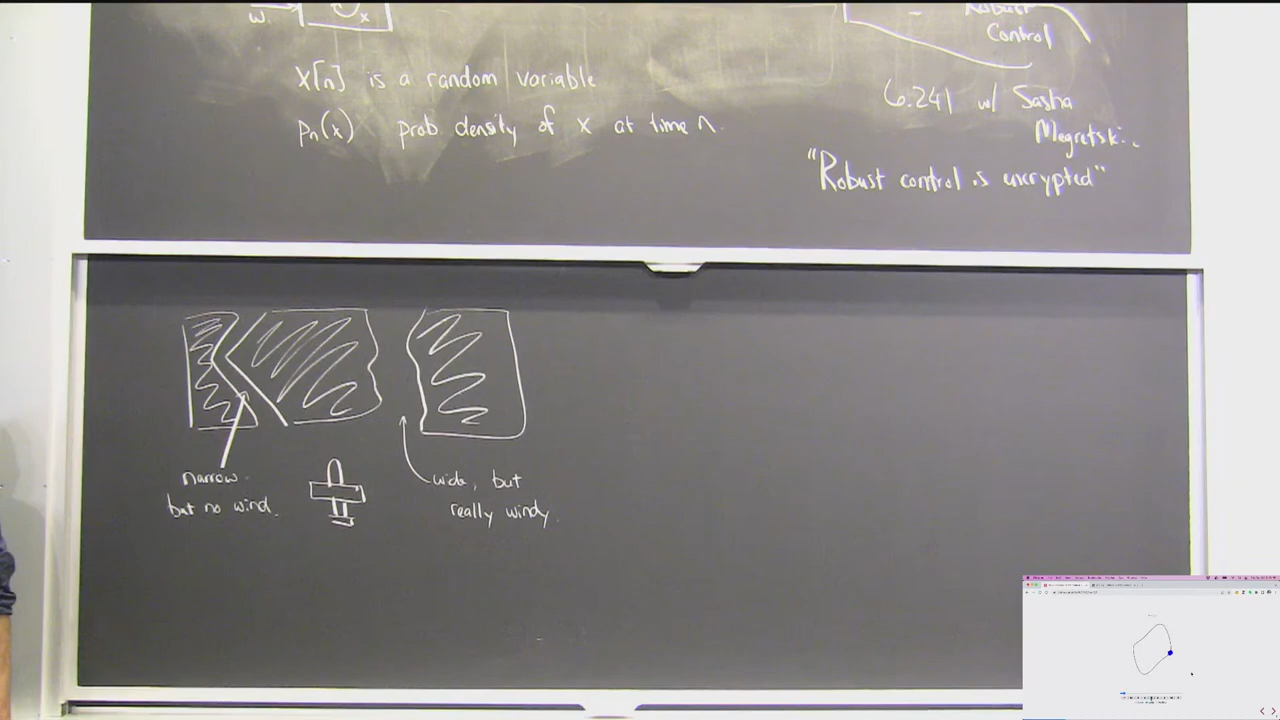 w.
x
Robust
Control
x[n] is a random variable
pn(x) prob density of x at time n.
6.241 w/ Sasha
Megretski.
"Robust control is encrypted"
narrow.
but no wind.
wide, but
really windy.